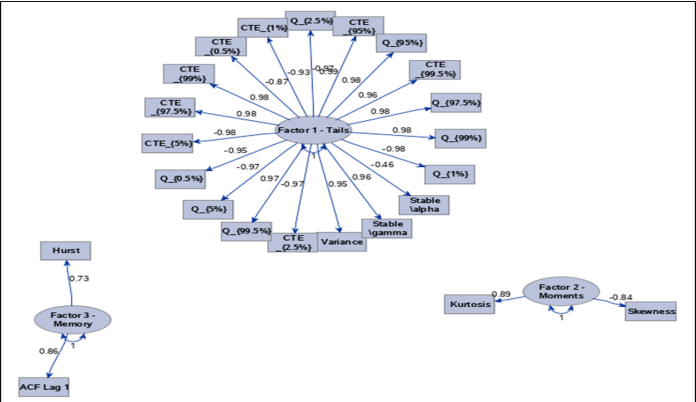 Q_{2.5%}
CTE_{1%}
CTE
_{95%}
CTE
_{0.5%}
Q_{95%}
CTE
_{99%}
CTE
_{99.5%}
CTE
_{97.5%}
Q_{97.5%}
CTE_{5%}
Q_{99%}
Q_{0.5%}
Q_{1%}
Q_{5%}
Stable
\alpha
Q_{99.5%}
Stable
\gamma
CTE
_{2.5%}
Variance
-0.87
-0.93
-0.97
0.98
0.98
0.96
0.98
0.98
-0.98
0.98
-0.95
-0.98
-0.97
-0.46
0.97
-0.97
0.95
0.96
Factor 1 - Tails
1
Hurst
0.73
Factor 3 -
Memory
1
0.86
ACF Lag 1
Factor 2 -
Moments
1
0.89
-0.84
Kurtosis
Skewness